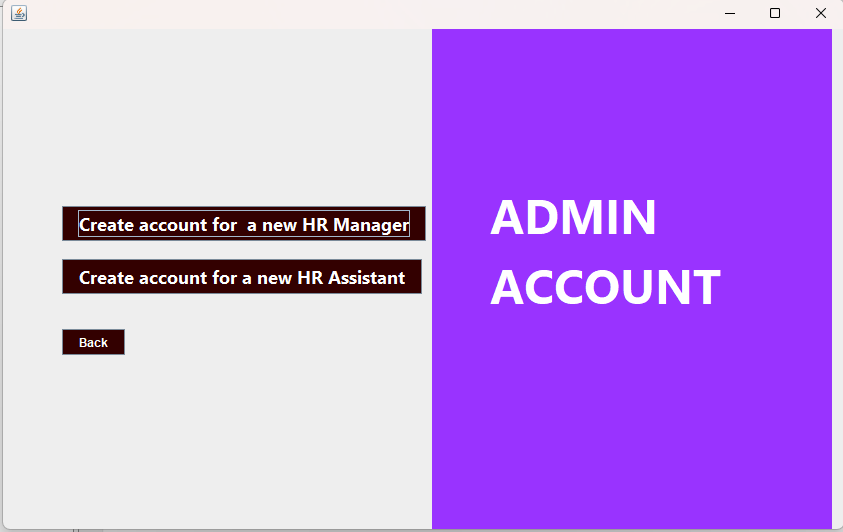 Create account for  a new HR Manager
Create account for a new HR Assistant
Back
ADMIN
ACCOUNT